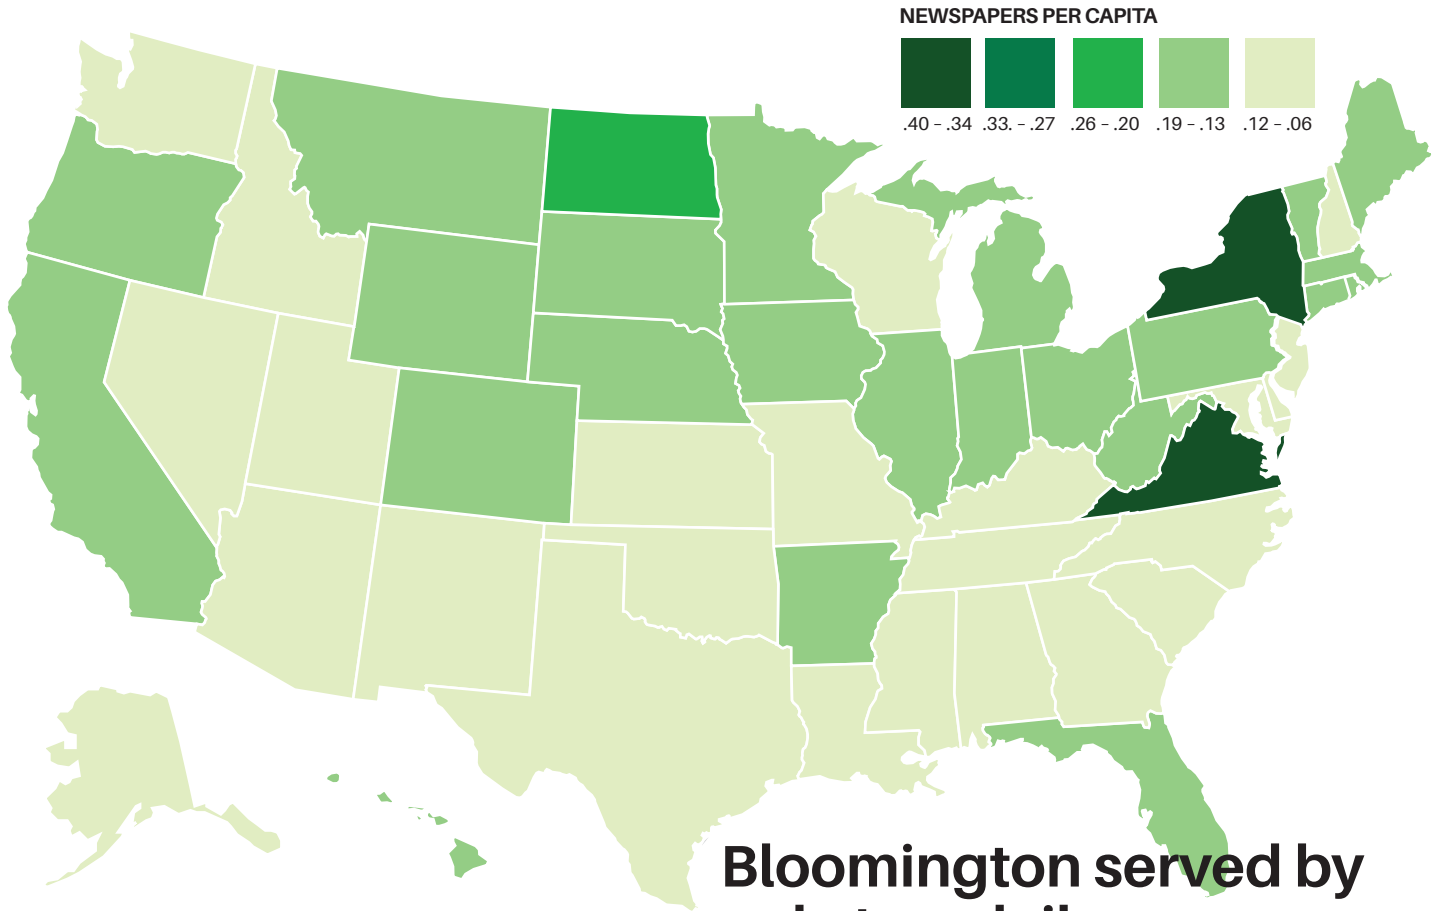 NEWSPAPERS PER CAPITA
.40 – .34 .33. – .27 .26 – .20 .19 – .13 .12 – .06
Bloomington served by